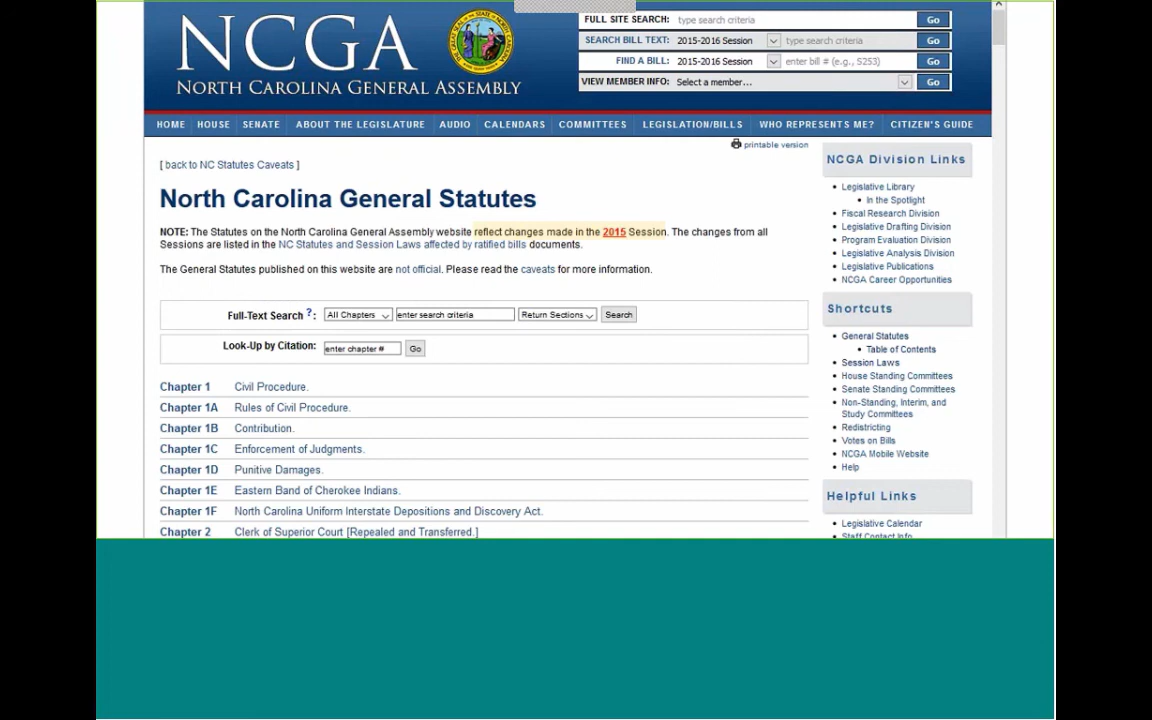 NCGA
NORTH CAROLINA GENERAL ASSEMBLY
FULL SITE SEARCH: type search criteria Go
SEARCH BILL TEXT: 2015-2016 Session type search criteria Go
FIND A BILL: 2015-2016 Session enter bill # (e.g., S253) Go
VIEW MEMBER INFO: Select a member... Go
HOME HOUSE SENATE ABOUT THE LEGISLATURE AUDIO CALENDARS COMMITTEES LEGISLATION/BILLS WHO REPRESENTS ME? CITIZEN'S GUIDE
printable version
[ back to NC Statutes Caveats ]
North Carolina General Statutes
NOTE: The Statutes on the North Carolina General Assembly website reflect changes made in the 2015 Session. The changes from all
Sessions are listed in the NC Statutes and Session Laws affected by ratified bills documents.
The General Statutes published on this website are not official. Please read the caveats for more information.
Full-Text Search ?: All Chapters enter search criteria Return Sections Search
Look-Up by Citation: enter chapter # Go
Chapter 1 Civil Procedure.
Chapter 1A Rules of Civil Procedure.
Chapter 1B Contribution.
Chapter 1C Enforcement of Judgments.
Chapter 1D Punitive Damages.
Chapter 1E Eastern Band of Cherokee Indians.
Chapter 1F North Carolina Uniform Interstate Depositions and Discovery Act.
Chapter 2 Clerk of Superior Court [Repealed and Transferred.]
NCGA Division Links
Legislative Library
In the Spotlight
Fiscal Research Division
Legislative Drafting Division
Program Evaluation Division
Legislative Analysis Division
Legislative Publications
NCGA Career Opportunities
Shortcuts
General Statutes
Table of Contents
Session Laws
House Standing Committees
Senate Standing Committees
Non-Standing, Interim, and
Study Committees
Redistricting
Votes on Bills
NCGA Mobile Website
Help
Helpful Links
Legislative Calendar
Staff Contact Info